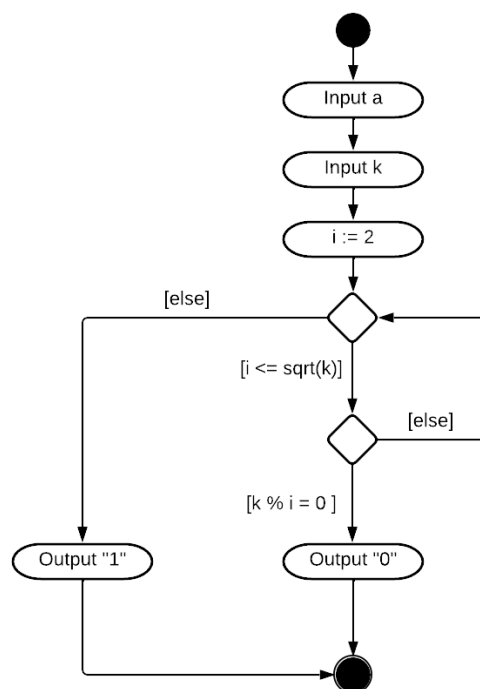 Input a
Input k
i := 2
[else]
[i <= sqrt(k)]
[else]
[k % i = 0 ]
Output "1"
Output "0"